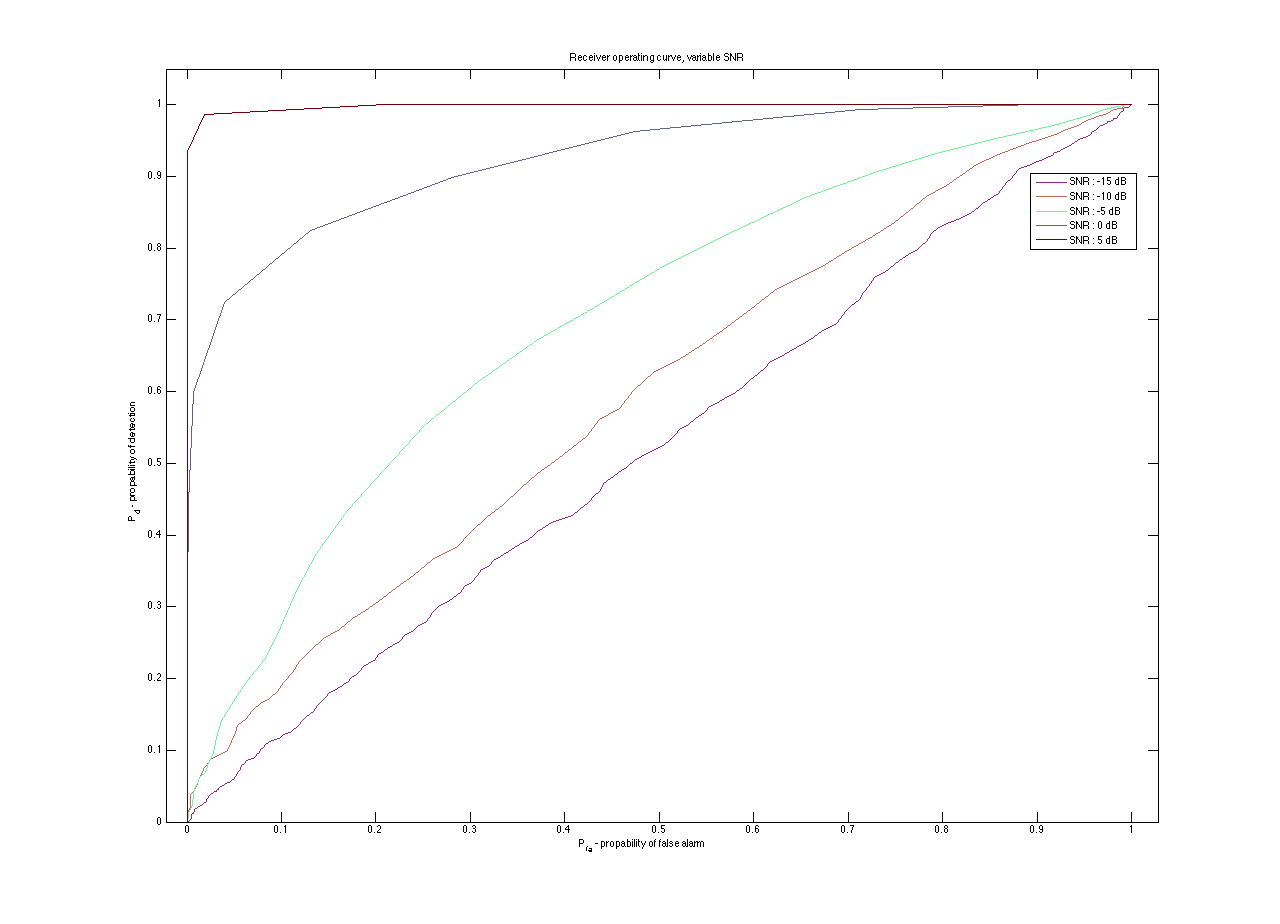 Receiver operating curve, variable SNR
1
0.9
0.8
0.7
0.6
0.5
0.4
0.3
0.2
0.1
0
P d - propability of detection
SNR : -15 dB
SNR : -10 dB
SNR : -5 dB
SNR : 0 dB
SNR : 5 dB
0 0.1 0.2 0.3 0.4 0.5 0.6 0.7 0.8 0.9 1
P fa - propability of false alarm